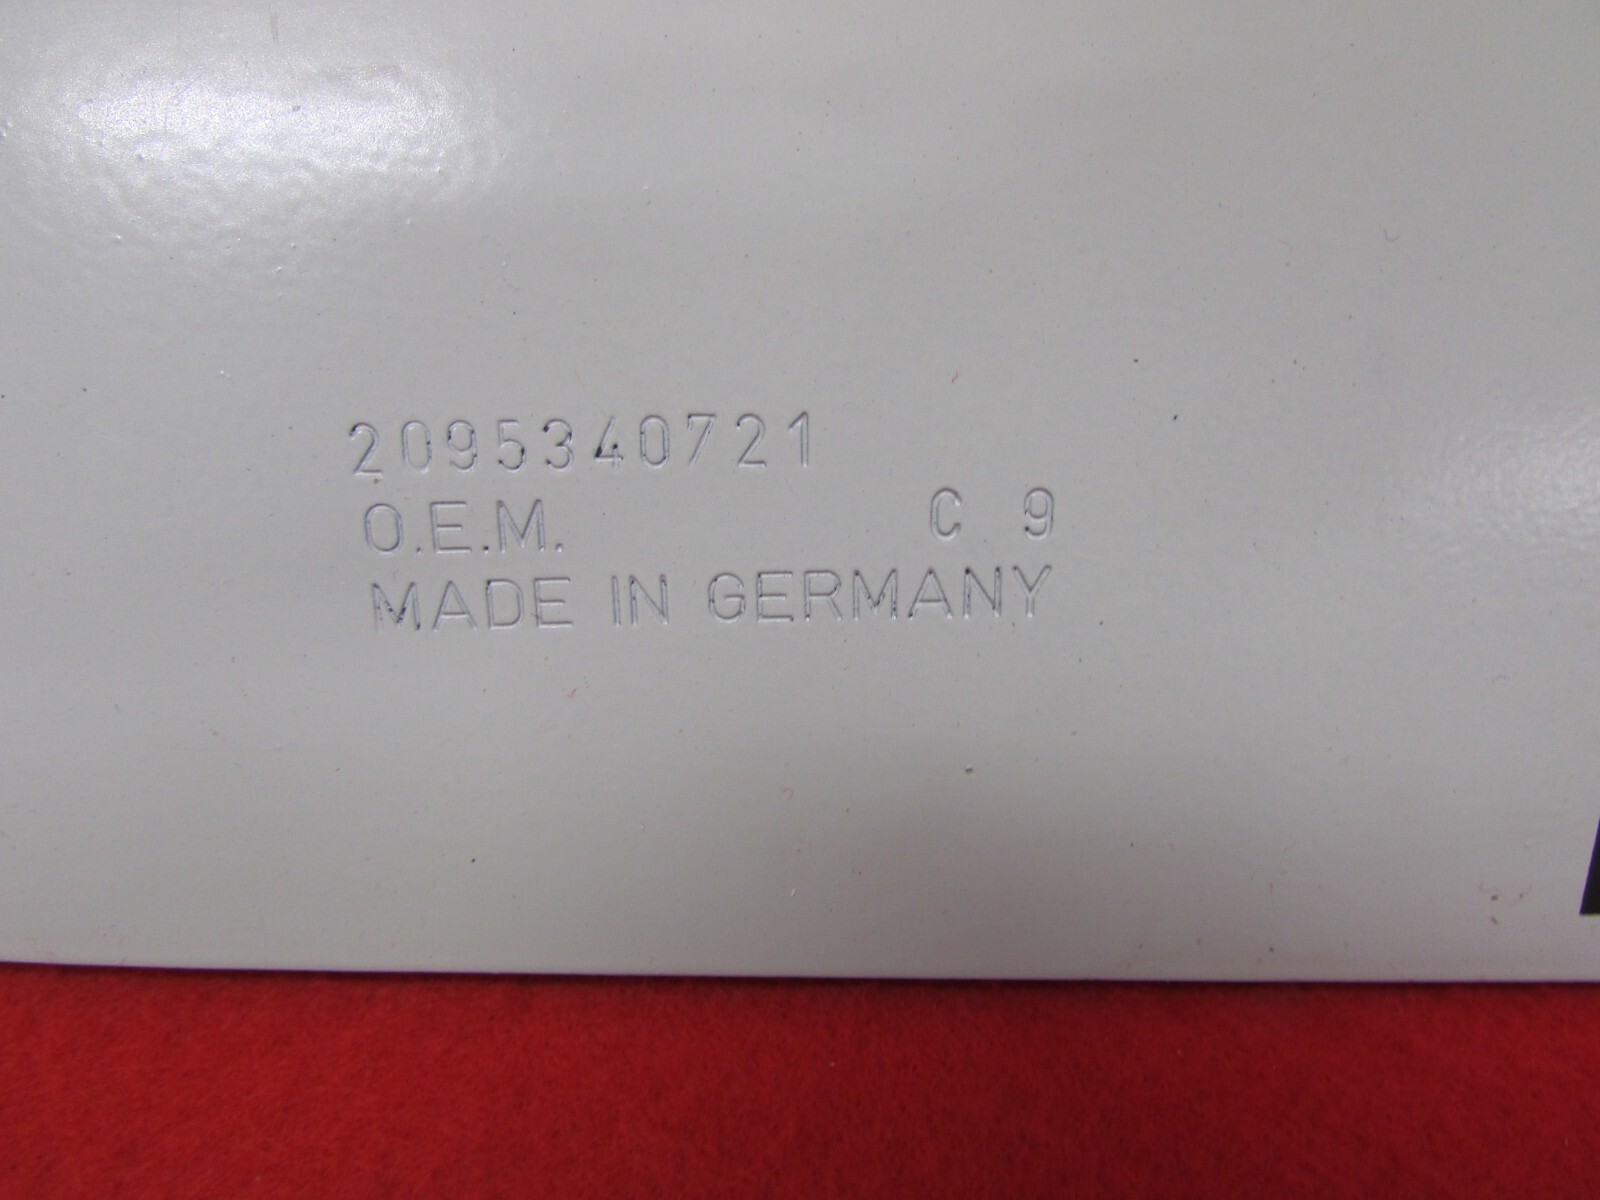 2095340721
O.E.M. C 9
MADE IN GERMANY